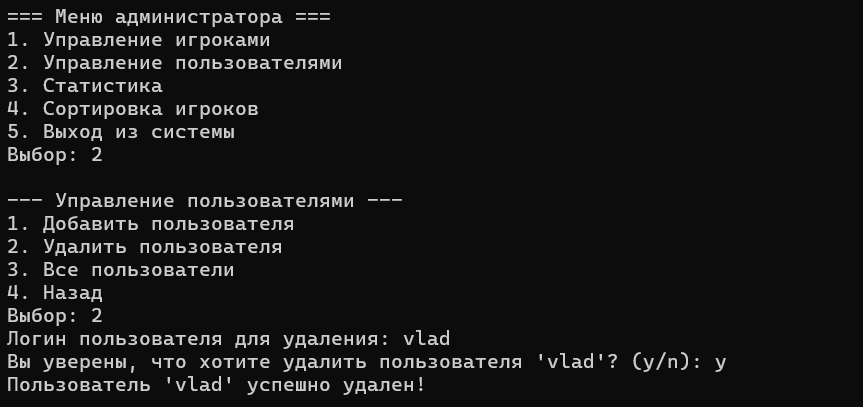 === Меню администратора ===
1. Управление игроками
2. Управление пользователями
3. Статистика
4. Сортировка игроков
5. Выход из системы
Выбор: 2
--- Управление пользователями ---
1. Добавить пользователя
2. Удалить пользователя
3. Все пользователи
4. Назад
Выбор: 2
Логин пользователя для удаления: vlad
Вы уверены, что хотите удалить пользователя 'vlad'? (y/n): y
Пользователь 'vlad' успешно удален!